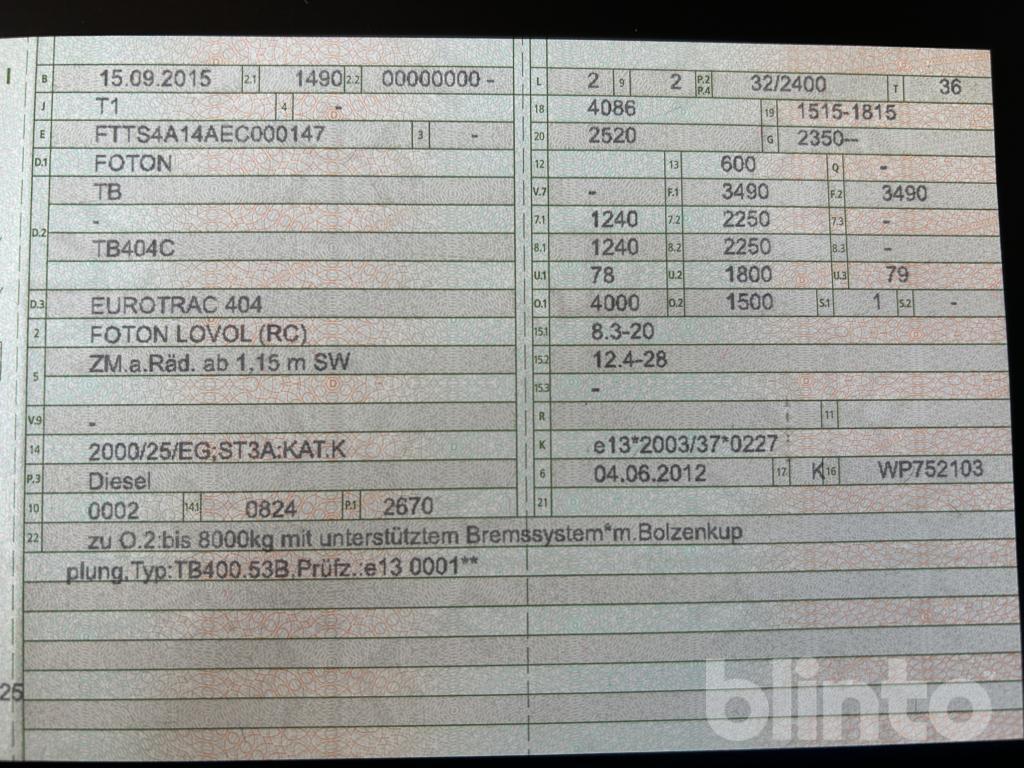 B 15.09.2015 2.1 1490 2.2 00000000 -
J T1 4 -
E FTTS4A14AEC000147 3 -
D.1 FOTON
TB
D.2 -
TB404C
D.3 EUROTRAC 404
2 FOTON LOVOL (RC)
5 ZM.a.Räd. ab 1,15 m SW
V.9 -
14 2000/25/EG;ST3A:KAT.K
P.3 Diesel
10 0002 14.1 0824 P.1 2670
L 2 9 2 P.2 P.4 32/2400 T 36
18 4086 19 1515-1815
20 2520 G 2350--
12 13 600 Q -
V.7 - F.1 3490 F.2 3490
7.1 1240 7.2 2250 7.3 -
8.1 1240 8.2 2250 8.3 -
U.1 78 U.2 1800 U.3 79
O.1 4000 O.2 1500 S.1 1 S.2 -
15.1 8.3-20
15.2 12.4-28
15.3 -
R 11
K e13*2003/37*0227
6 04.06.2012 17 K 16 WP752103
21
22 zu O.2:bis 8000kg mit unterstütztem Bremssystem*m.Bolzenkup
plung.Typ:TB400.53B.Prüfz.:e13 0001**
25
blinto